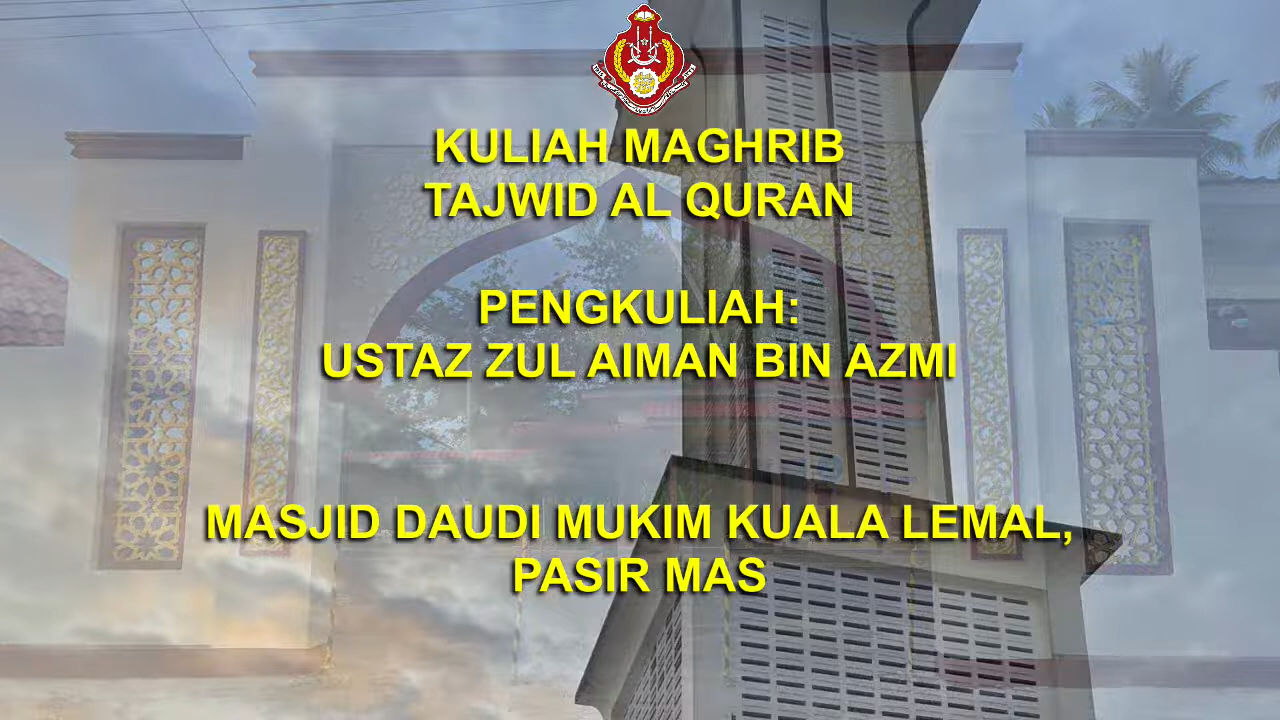 KULIAH MAGHRIB
TAJWID AL QURAN
PENGKULIAH:
USTAZ ZUL AIMAN BIN AZMI
MASJID DAUDI MUKIM KUALA LEMAL,
PASIR MAS